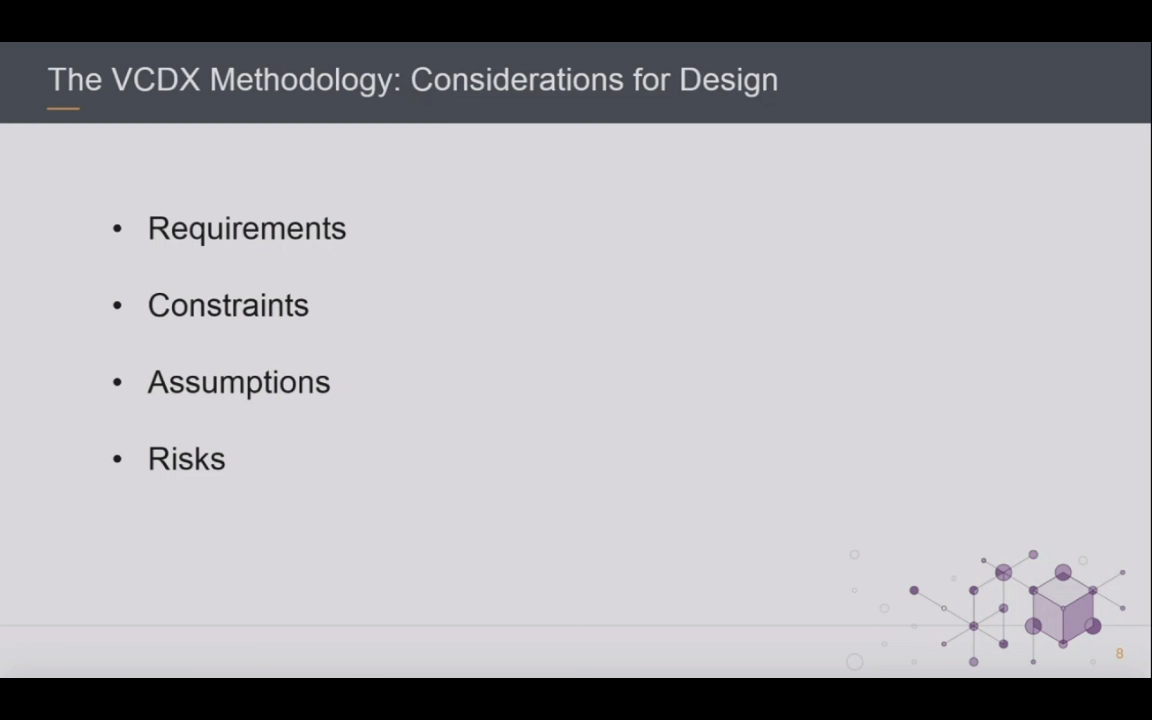 The VCDX Methodology: Considerations for Design
• Requirements
• Constraints
• Assumptions
• Risks
8